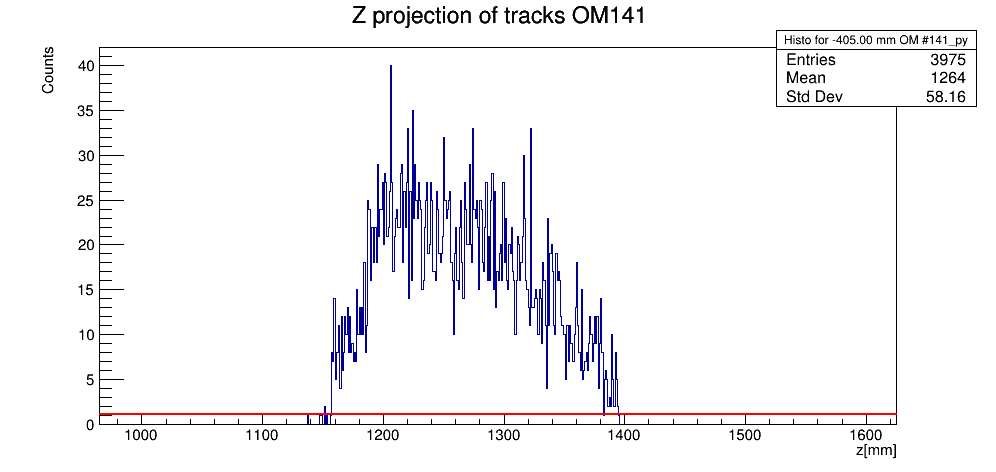 Z projection of tracks OM141
Histo for -405.00 mm OM #141_py
Entries 3975
Mean 1264
Std Dev 58.16
Counts
40
35
30
25
20
15
10
5
0
1000 1100 1200 1300 1400 1500 1600
z[mm]